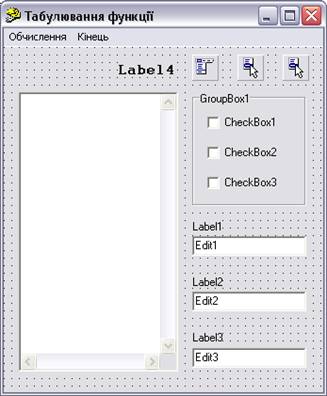 Табулювання функції
Обчислення Кінець
Label4
GroupBox1
CheckBox1
CheckBox2
CheckBox3
Label1
Edit1
Label2
Edit2
Label3
Edit3